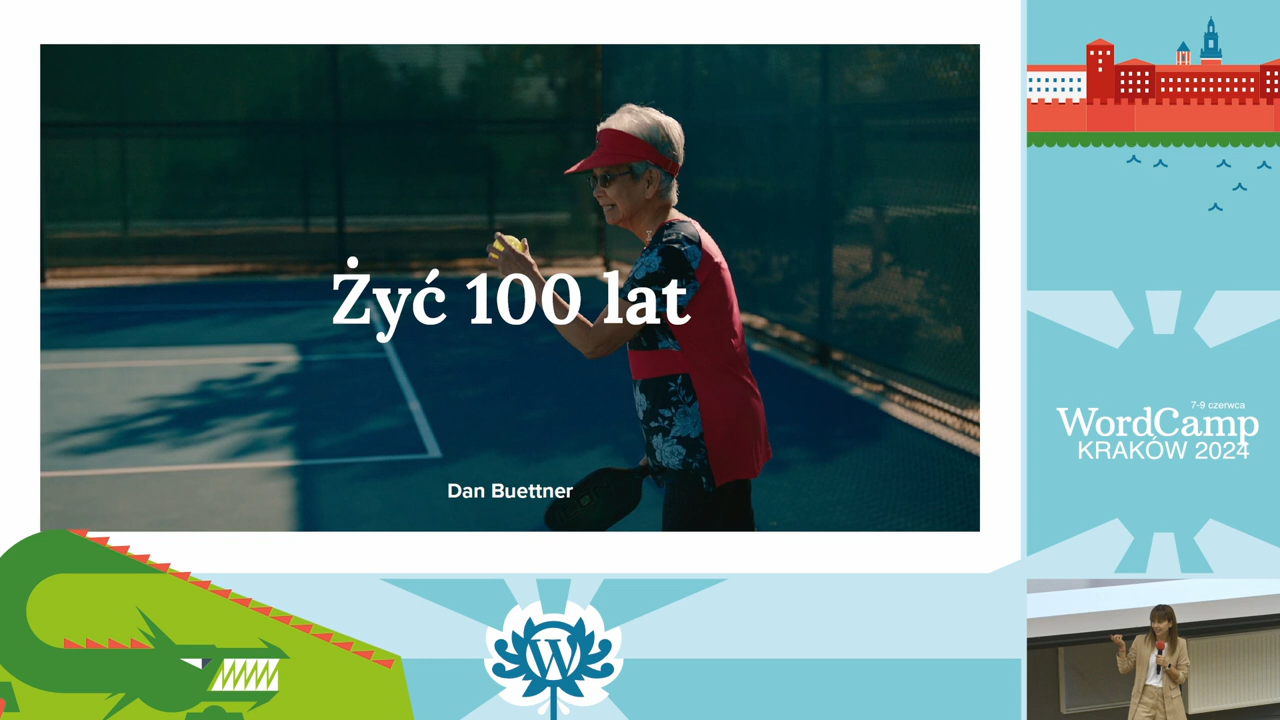 Żyć 100 lat
Dan Buettner
7-9 czerwca
WordCamp
KRAKÓW 2024
W